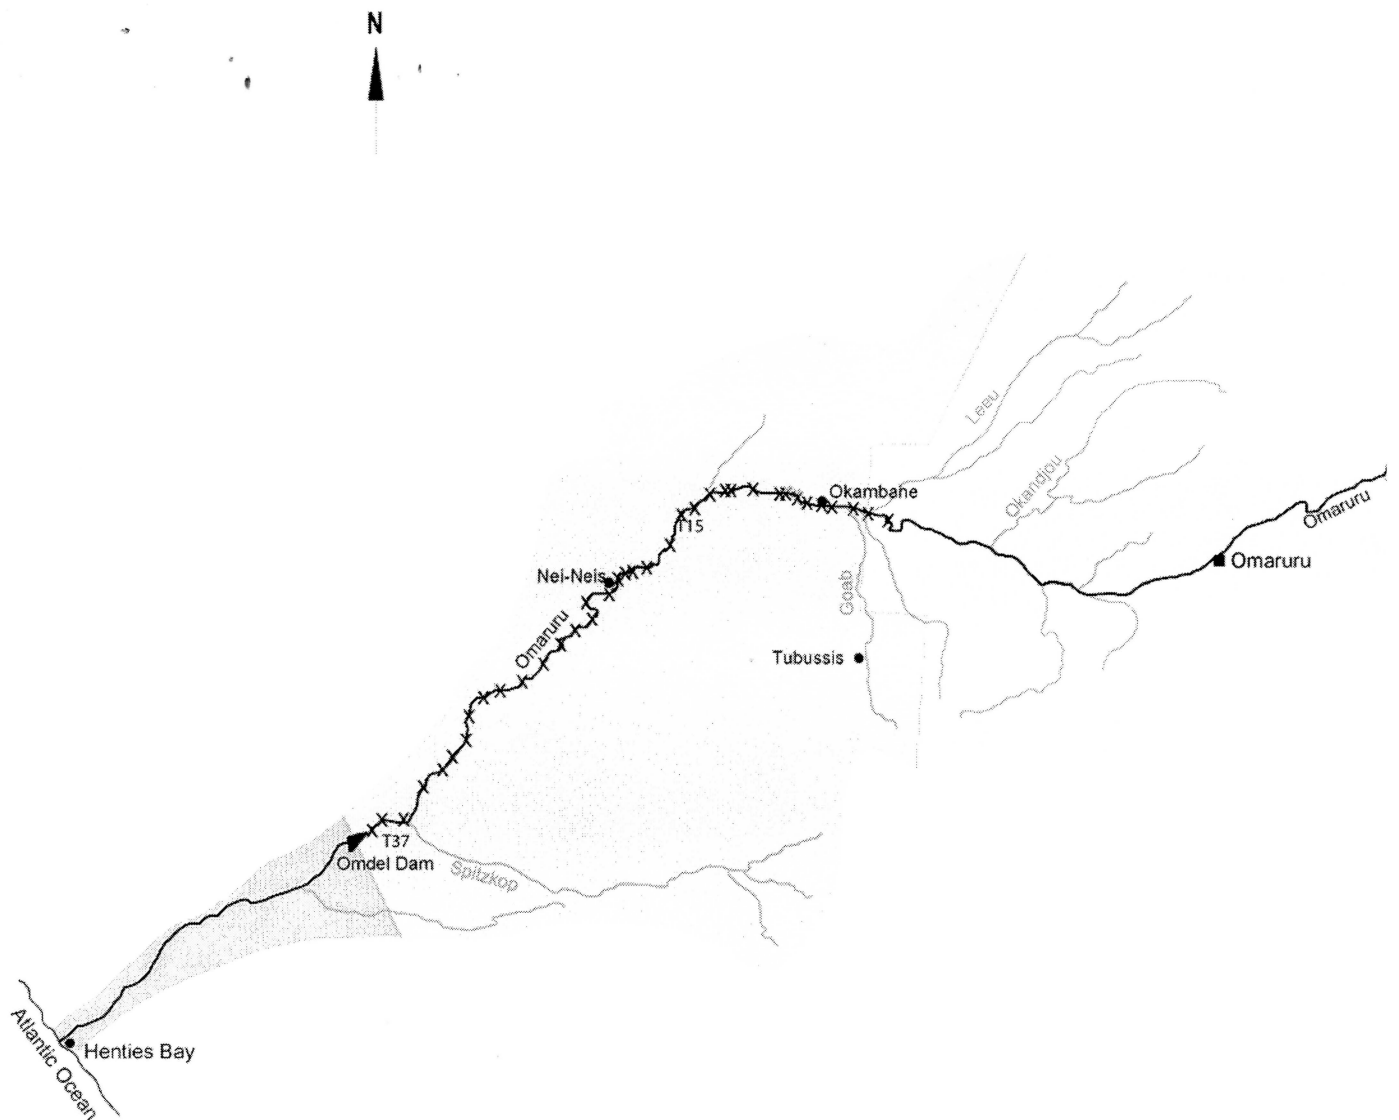 N
Leeu
Okandjou
Okambahe
Omaruru
T15
Omaruru
Nei-Neis
Goab
Omaruru
Tubussis
T37
Omdel Dam
Spitzkop
Atlantic Ocean
Henties Bay